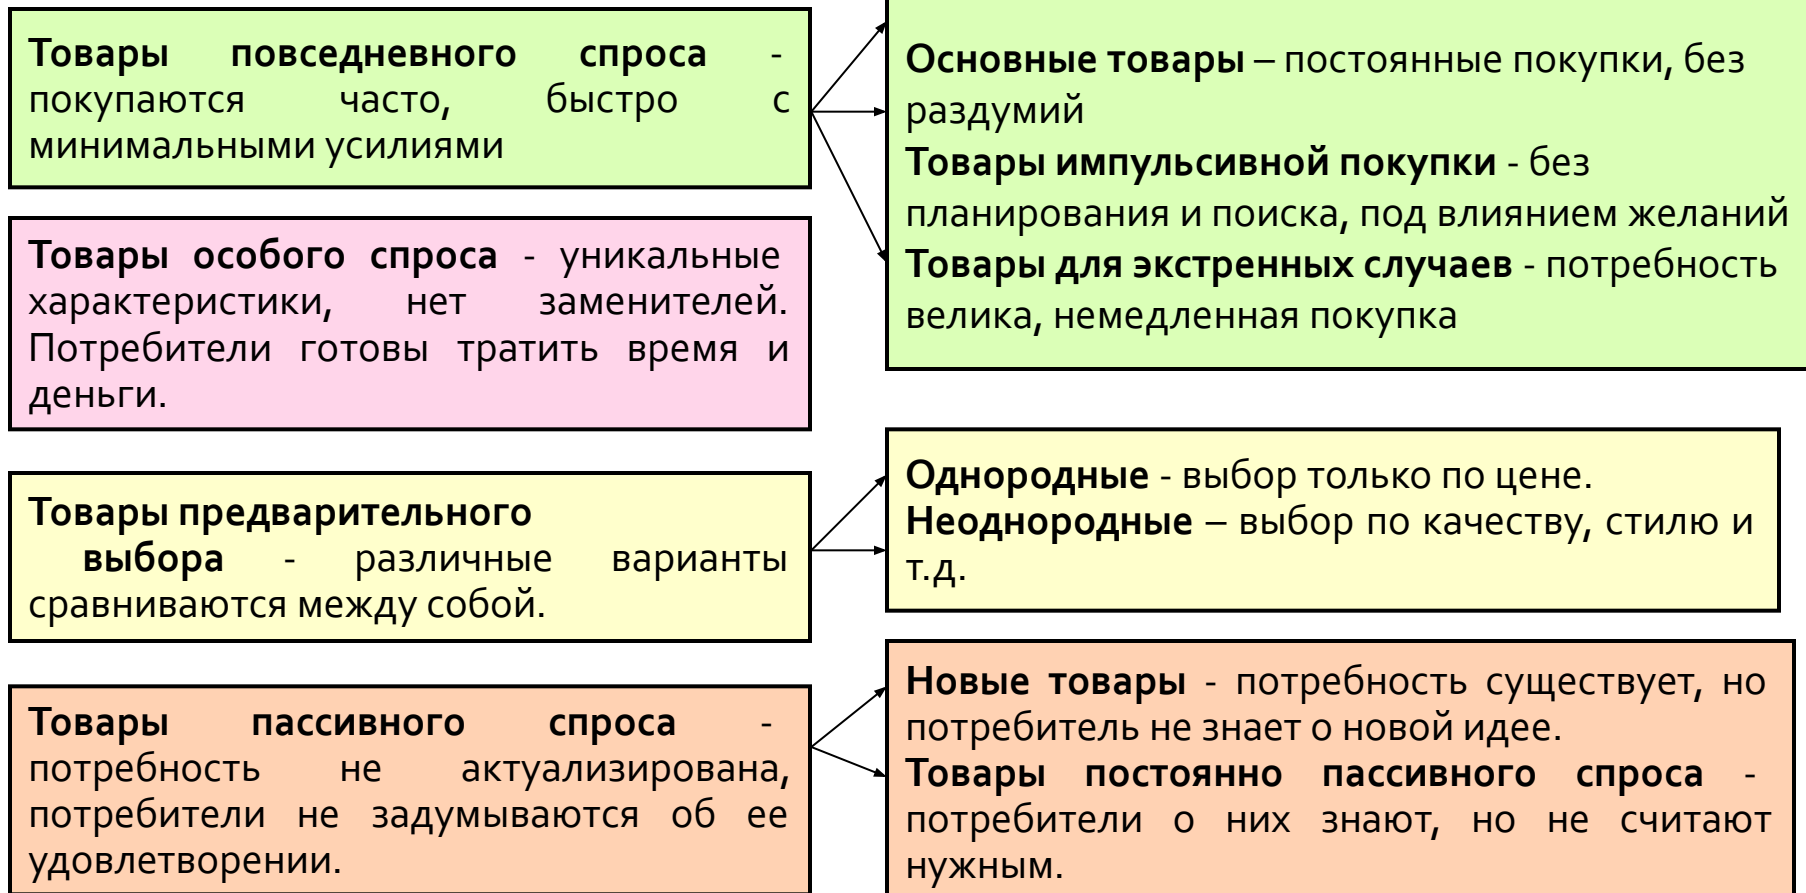 Товары повседневного спроса -
покупаются часто, быстро с
минимальными усилиями
Основные товары – постоянные покупки, без
раздумий
Товары импульсивной покупки - без
планирования и поиска, под влиянием желаний
Товары для экстренных случаев - потребность
велика, немедленная покупка
Товары особого спроса - уникальные
характеристики, нет заменителей.
Потребители готовы тратить время и
деньги.
Товары предварительного
выбора - различные варианты
сравниваются между собой.
Однородные - выбор только по цене.
Неоднородные – выбор по качеству, стилю и
т.д.
Товары пассивного спроса -
потребность не актуализирована,
потребители не задумываются об ее
удовлетворении.
Новые товары - потребность существует, но
потребитель не знает о новой идее.
Товары постоянно пассивного спроса -
потребители о них знают, но не считают
нужным.